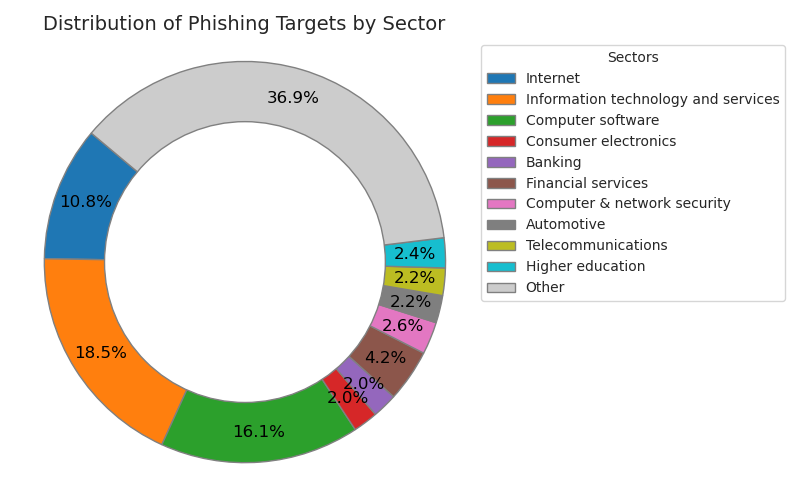 Distribution of Phishing Targets by Sector
36.9%
10.8%
18.5%
16.1%
2.0%
2.0%
4.2%
2.6%
2.2%
2.2%
2.4%
Sectors
Internet
Information technology and services
Computer software
Consumer electronics
Banking
Financial services
Computer & network security
Automotive
Telecommunications
Higher education
Other